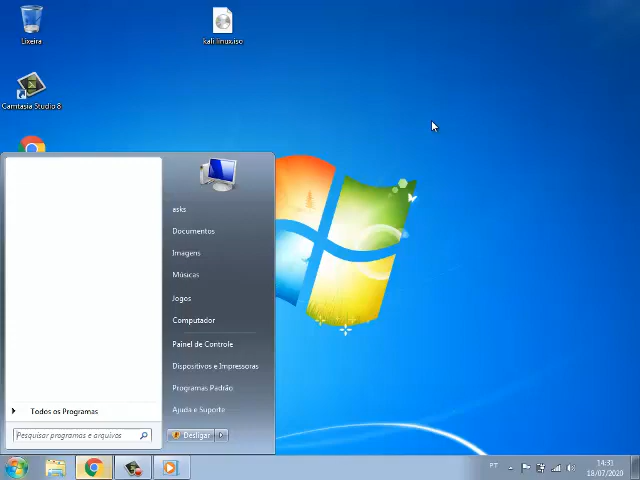 Lixeira
kali linux.iso
Camtasia Studio 8
asks
Documentos
Imagens
Músicas
Jogos
Computador
Painel de Controle
Dispositivos e Impressoras
Programas Padrão
Ajuda e Suporte
Todos os Programas
Pesquisar programas e arquivos
Desligar
PT
14:31
18/07/2020